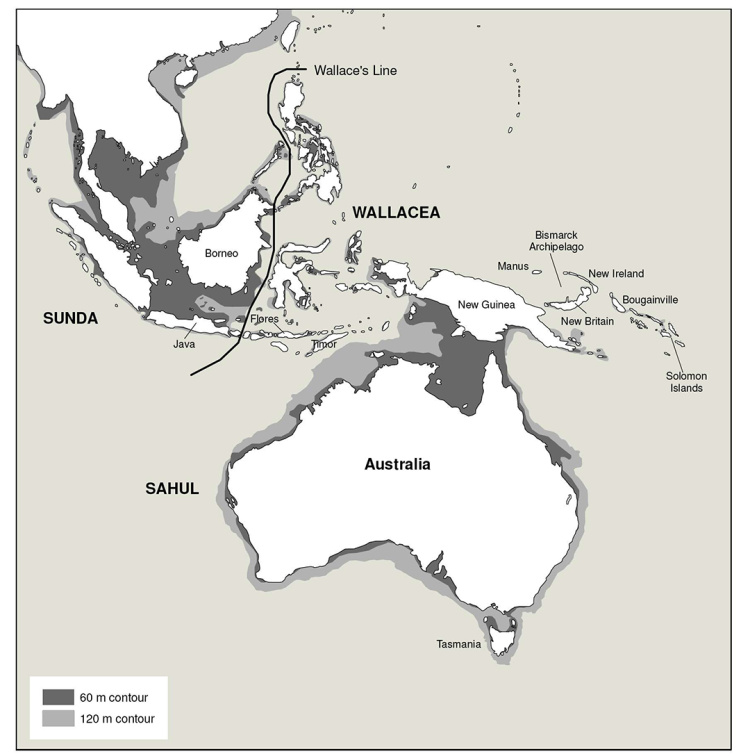 Wallace's Line
WALLACEA
Bismarck
Archipelago
Borneo
Manus
New Ireland
New Guinea
Bougainville
SUNDA
Flores
New Britain
Java
Timor
Solomon
Islands
Australia
SAHUL
Tasmania
60 m contour
120 m contour